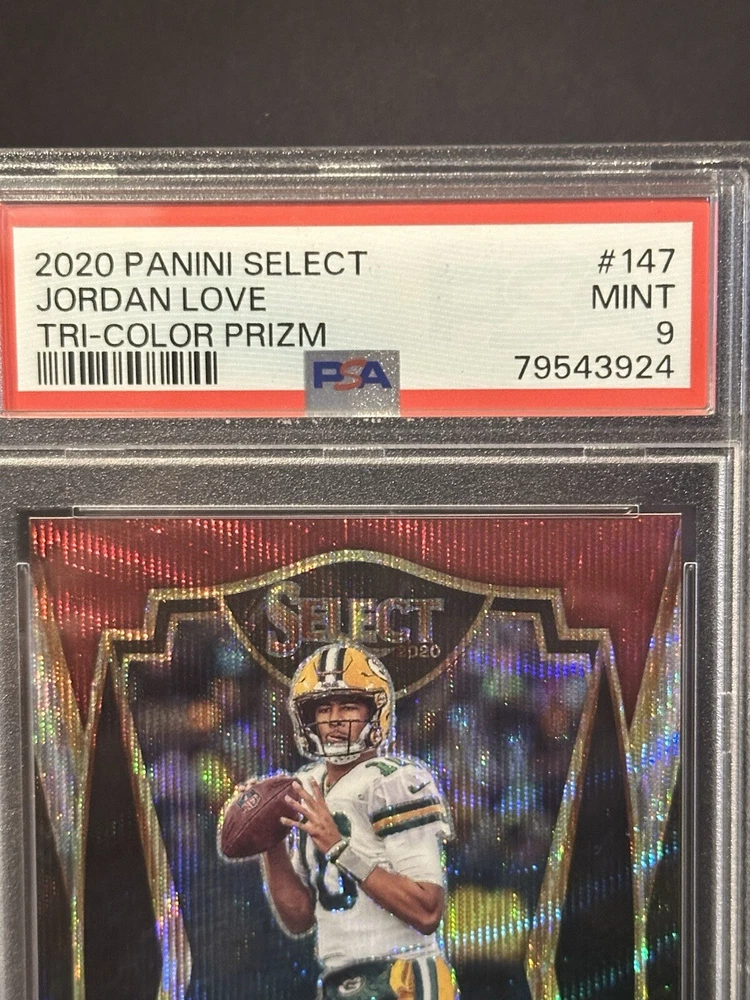 2020 PANINI SELECT #147
JORDAN LOVE MINT
TRI-COLOR PRIZM 9
PSA 79543924
SELECT
2020